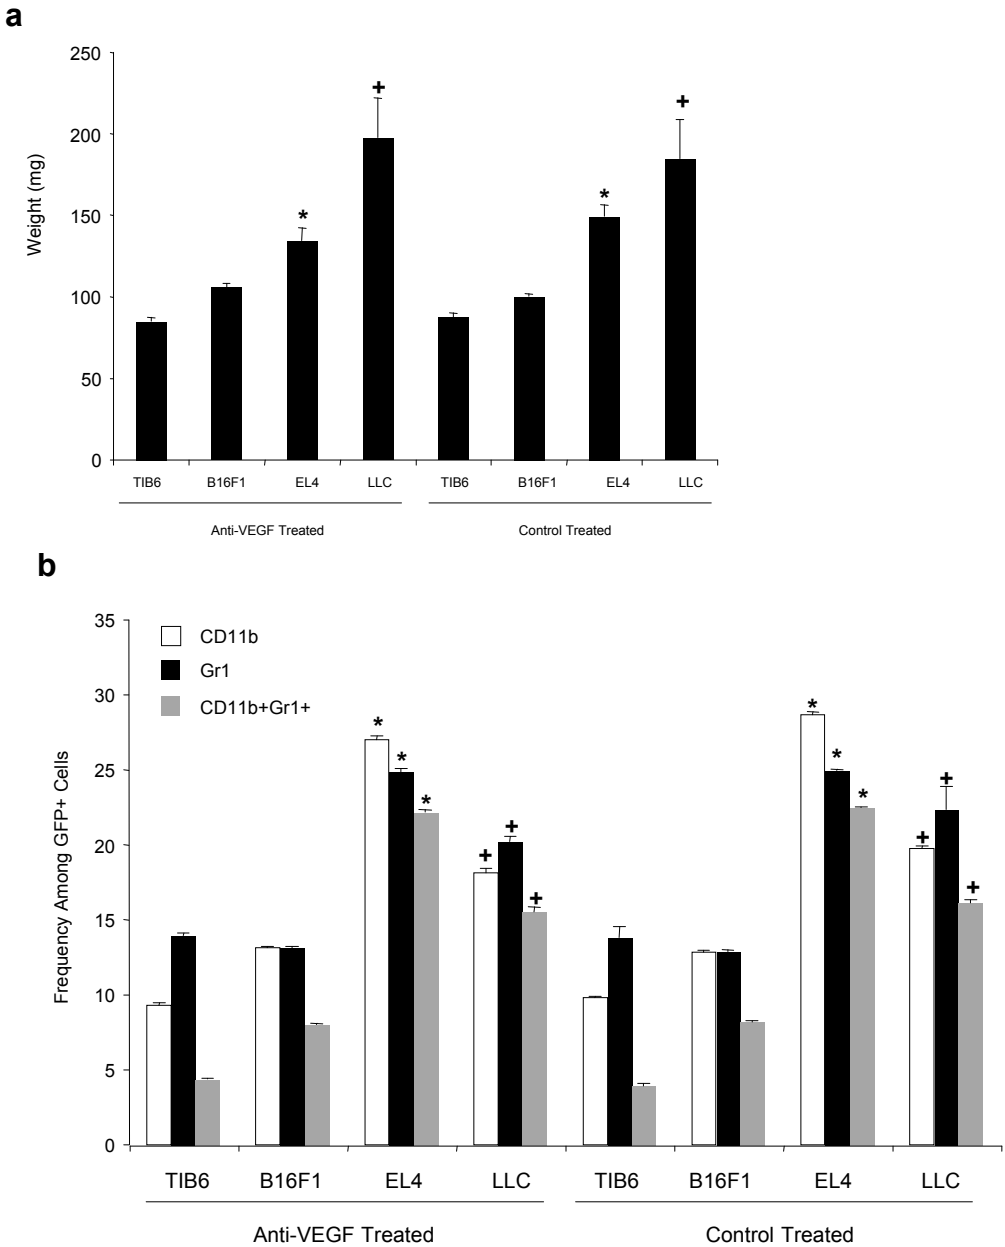 a
250
200
150
100
50
0
Weight (mg)
* + * +
TIB6 B16F1 EL4 LLC TIB6 B16F1 EL4 LLC
Anti-VEGF Treated Control Treated
b
35
30
25
20
15
10
5
0
Frequency Among GFP+ Cells
CD11b
Gr1
CD11b+Gr1+
* * * + + + * * * + + +
TIB6 B16F1 EL4 LLC TIB6 B16F1 EL4 LLC
Anti-VEGF Treated Control Treated